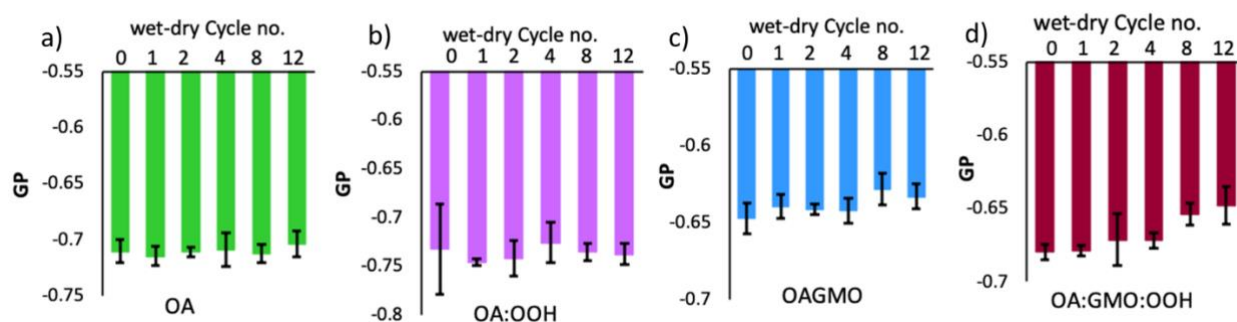 a)
wet-dry Cycle no.
0 1 2 4 8 12
-0.55
-0.6
-0.65
-0.7
-0.75
GP
OA
b)
wet-dry Cycle no.
0 1 2 4 8 12
-0.55
-0.6
-0.65
-0.7
-0.75
-0.8
GP
OA:OOH
c)
wet-dry Cycle no.
0 1 2 4 8 12
-0.55
-0.6
-0.65
-0.7
GP
OAGMO
d)
wet-dry Cycle no.
0 1 2 4 8 12
-0.55
-0.6
-0.65
-0.7
GP
OA:GMO:OOH